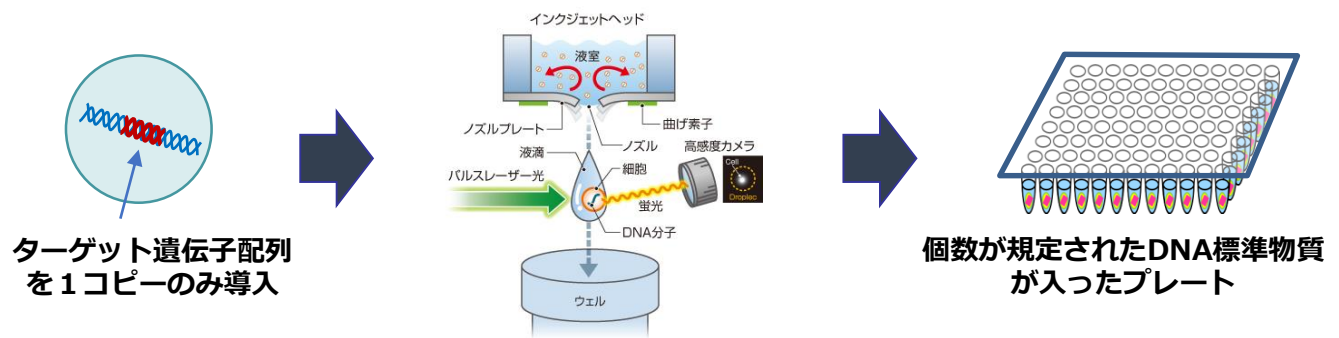 ターゲット遺伝子配列
を１コピーのみ導入
インクジェットヘッド
液室
ノズルプレート
ノズル
曲げ素子
液滴
細胞
高感度カメラ
Cell
Droplet
パルスレーザー光
蛍光
DNA分子
ウェル
個数が規定されたDNA標準物質
が入ったプレート